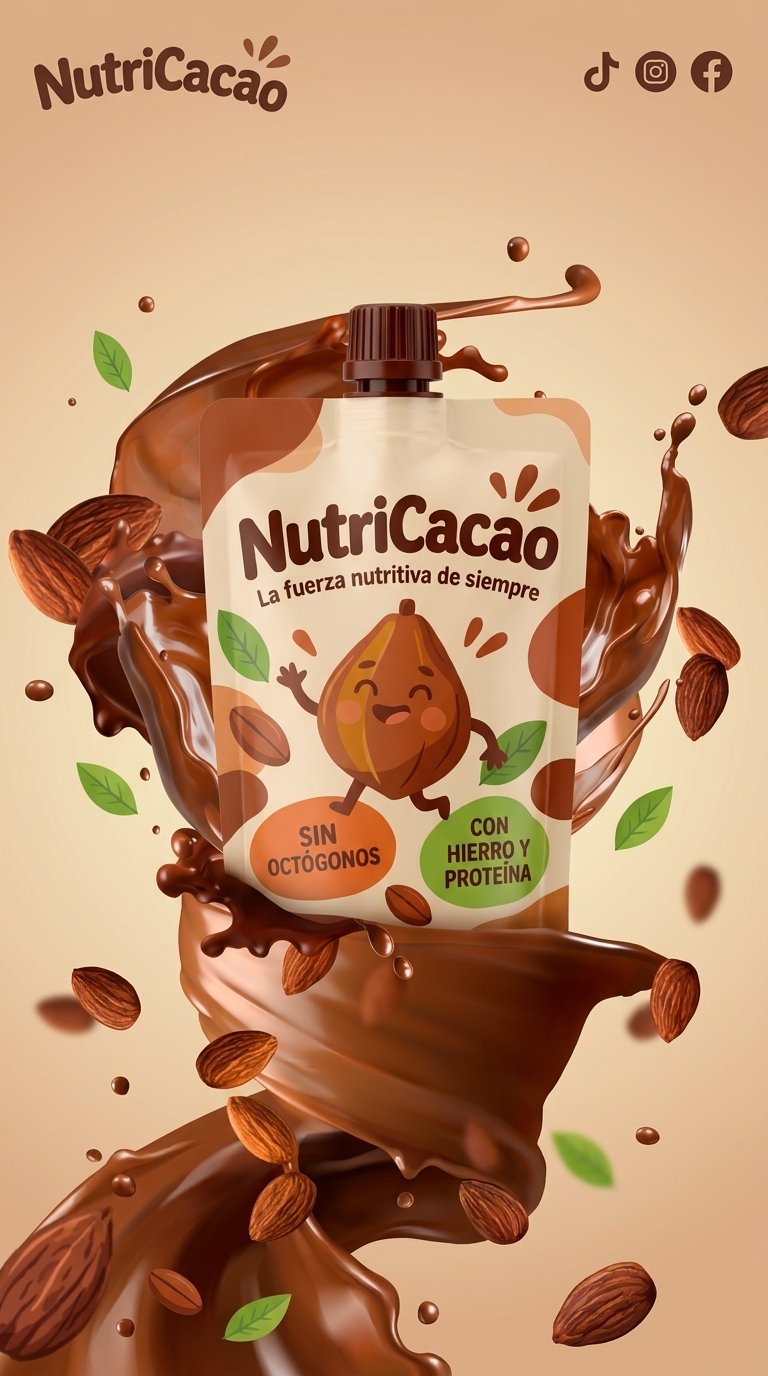 NutriCacao
NutriCacao
La fuerza nutritiva de siempre
SIN
OCTÓGONOS
CON
HIERRO Y
PROTEÍNA